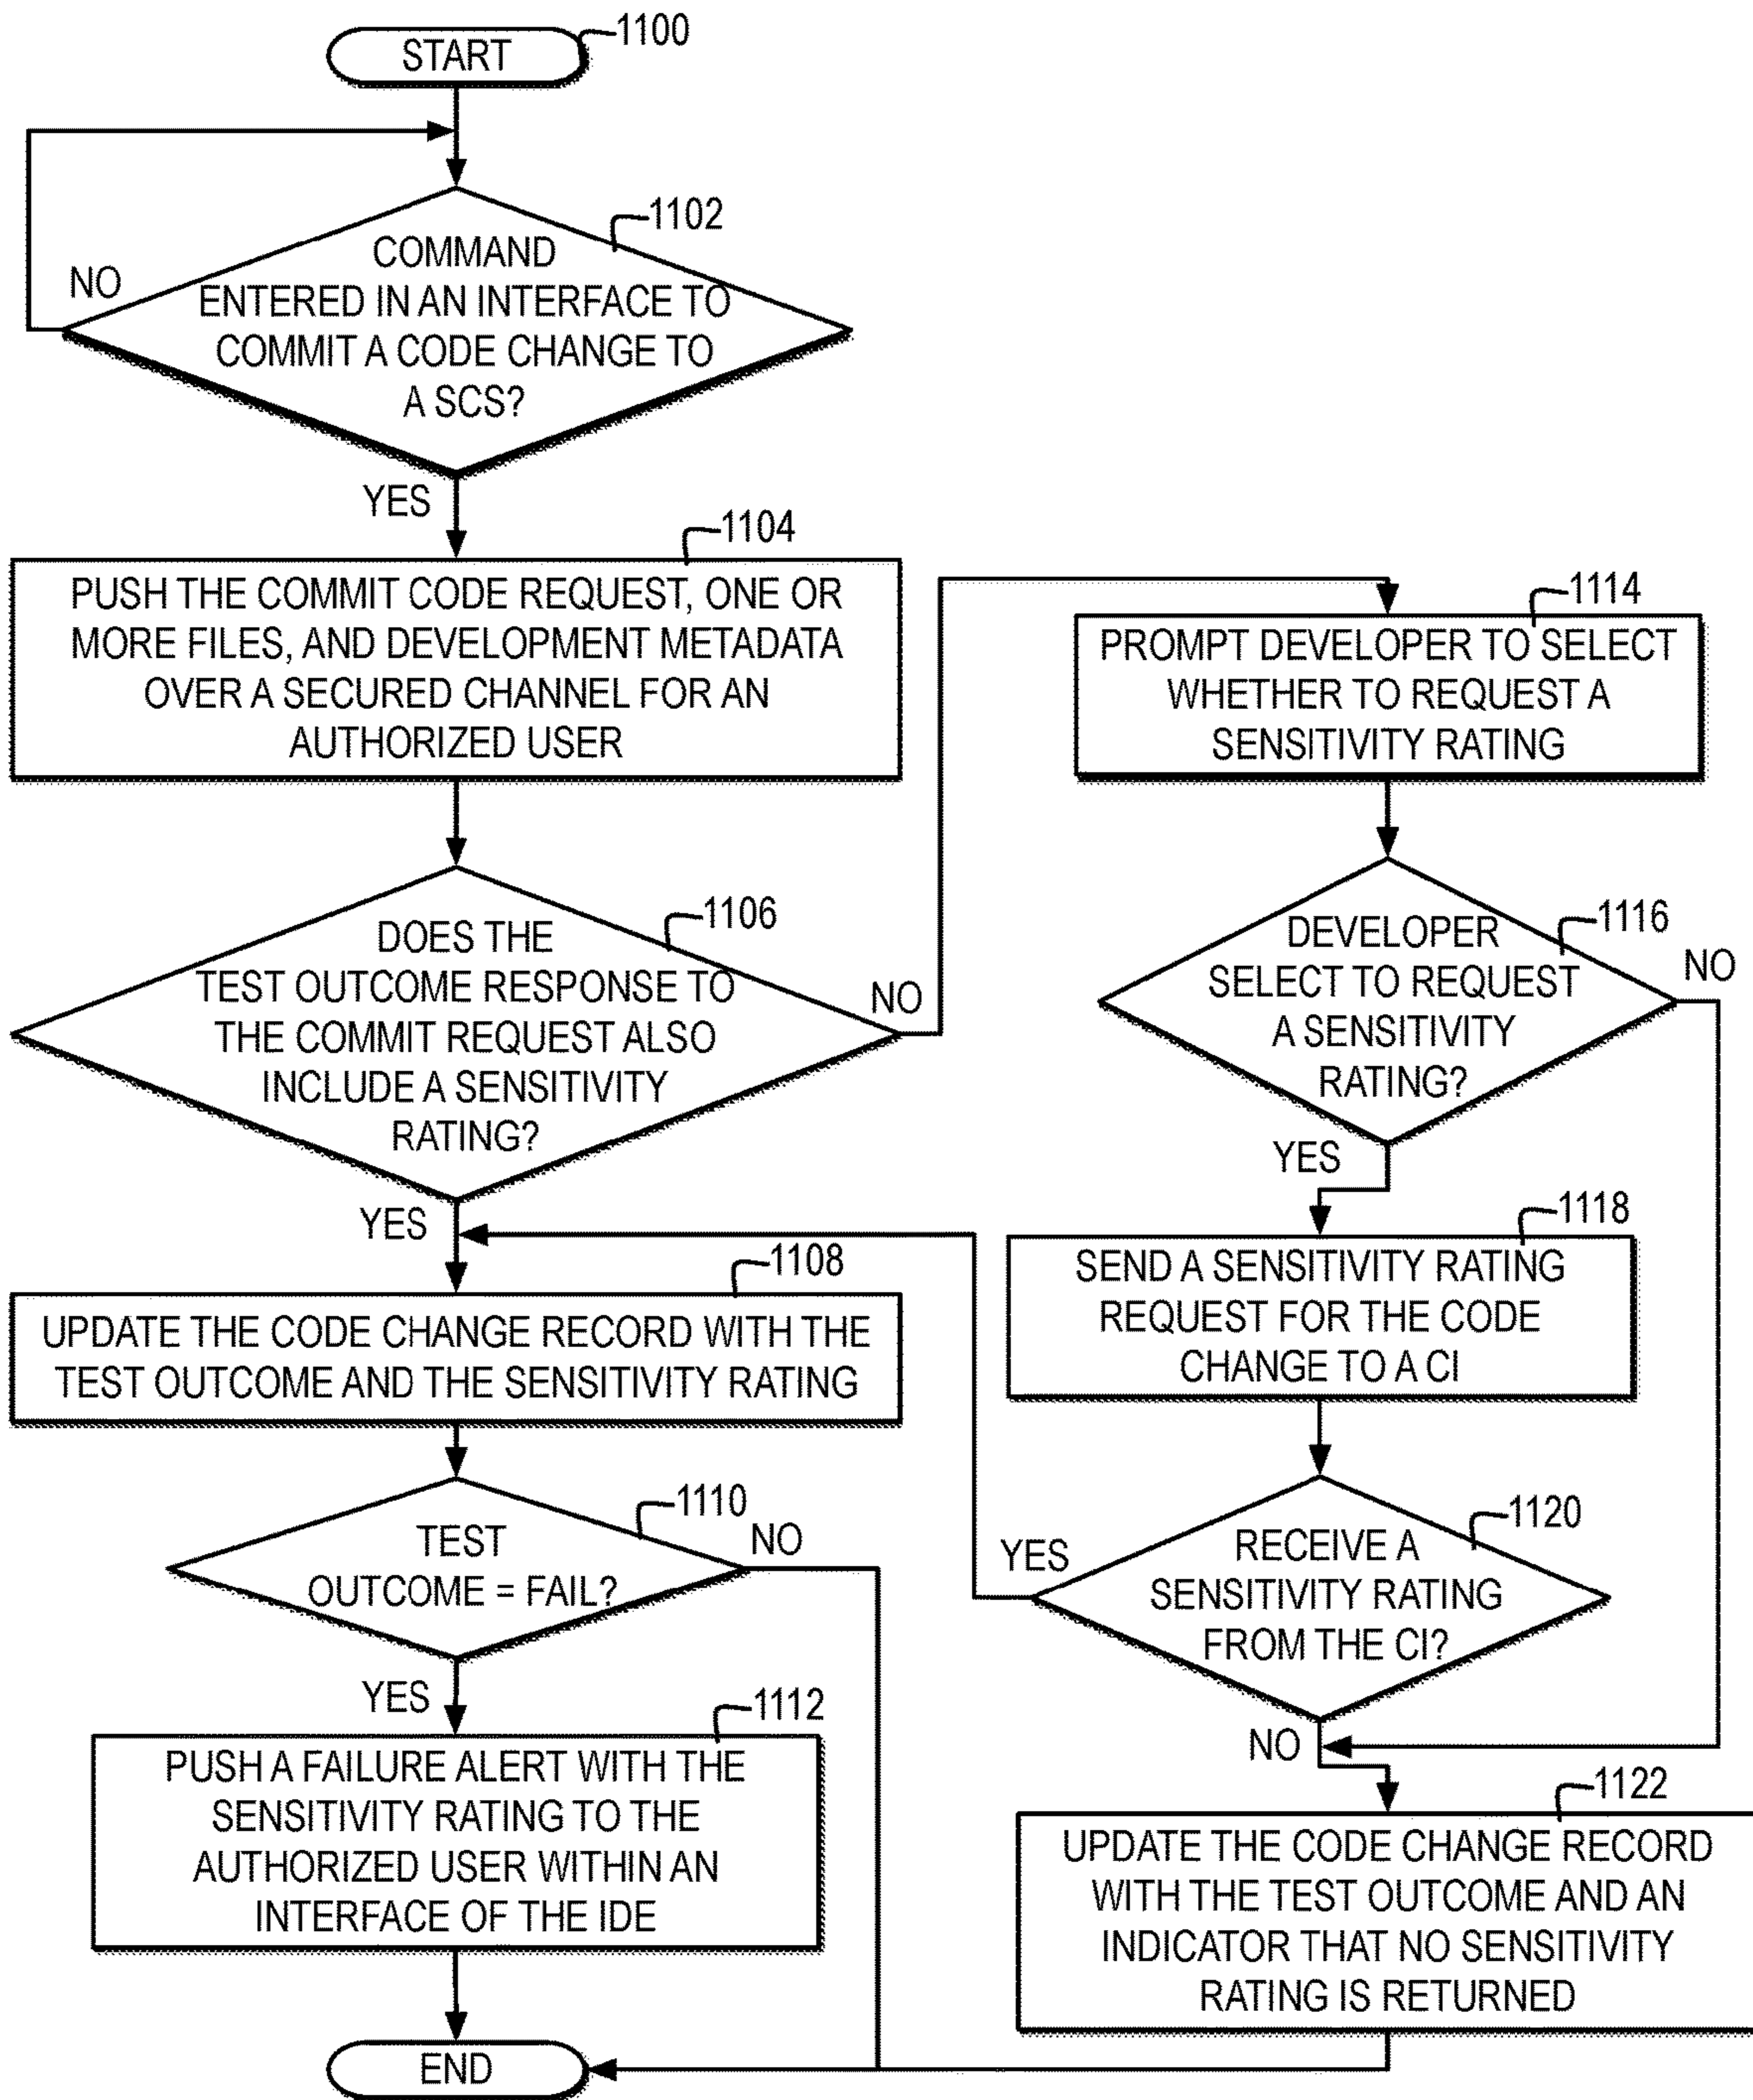 START
1100
1102
COMMAND
ENTERED IN AN INTERFACE TO
COMMIT A CODE CHANGE TO
A SCS?
NO
YES
1104
PUSH THE COMMIT CODE REQUEST, ONE OR
MORE FILES, AND DEVELOPMENT METADATA
OVER A SECURED CHANNEL FOR AN
AUTHORIZED USER
1106
DOES THE
TEST OUTCOME RESPONSE TO
THE COMMIT REQUEST ALSO
INCLUDE A SENSITIVITY
RATING?
NO
YES
1108
UPDATE THE CODE CHANGE RECORD WITH THE
TEST OUTCOME AND THE SENSITIVITY RATING
1110
TEST
OUTCOME = FAIL?
NO
YES
1112
PUSH A FAILURE ALERT WITH THE
SENSITIVITY RATING TO THE
AUTHORIZED USER WITHIN AN
INTERFACE OF THE IDE
END
1114
PROMPT DEVELOPER TO SELECT
WHETHER TO REQUEST A
SENSITIVITY RATING
1116
DEVELOPER
SELECT TO REQUEST
A SENSITIVITY
RATING?
NO
YES
1118
SEND A SENSITIVITY RATING
REQUEST FOR THE CODE
CHANGE TO A CI
1120
RECEIVE A
SENSITIVITY RATING
FROM THE CI?
YES
NO
1122
UPDATE THE CODE CHANGE RECORD
WITH THE TEST OUTCOME AND AN
INDICATOR THAT NO SENSITIVITY
RATING IS RETURNED